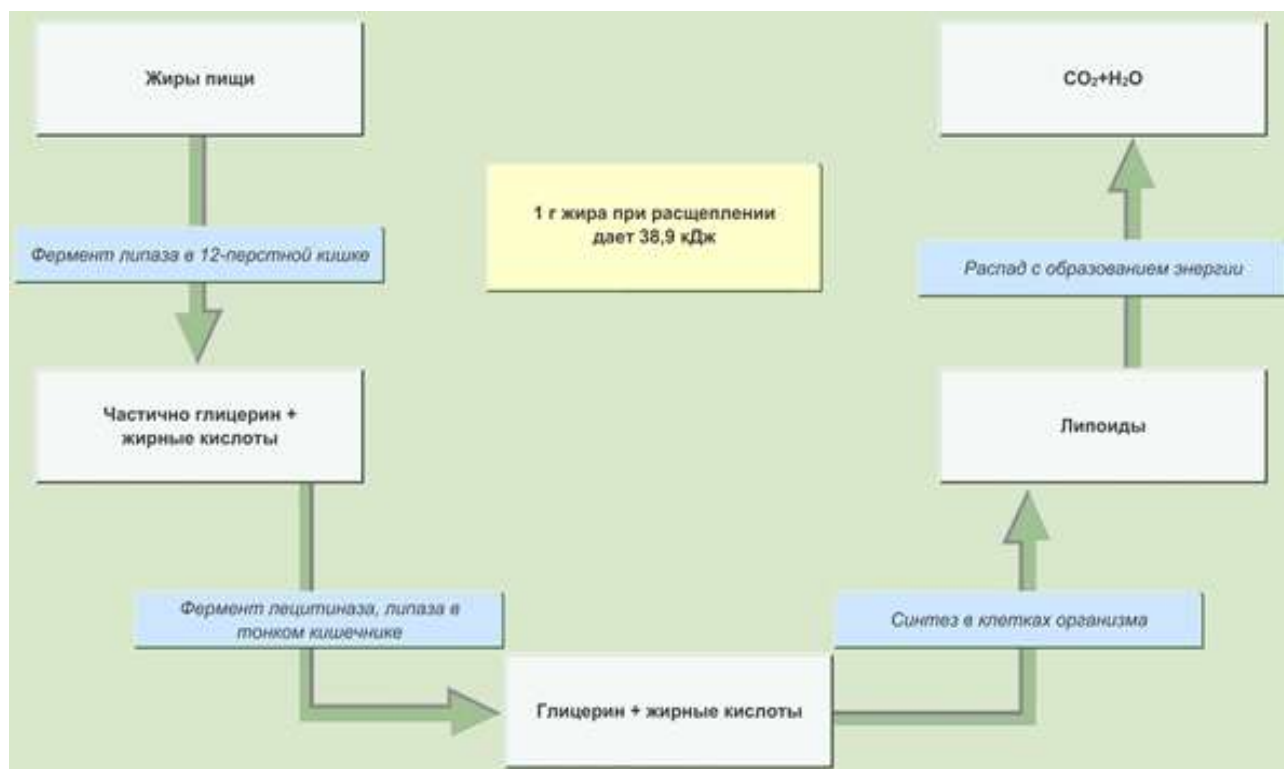 Жиры пищи
Фермент липаза в 12-перстной кишке
Частично глицерин +
жирные кислоты
Фермент лецитиназа, липаза в
тонком кишечнике
Глицерин + жирные кислоты
Синтез в клетках организма
Липоиды
Распад с образованием энергии
CO₂+H₂O
1 г жира при расщеплении
дает 38,9 кДж